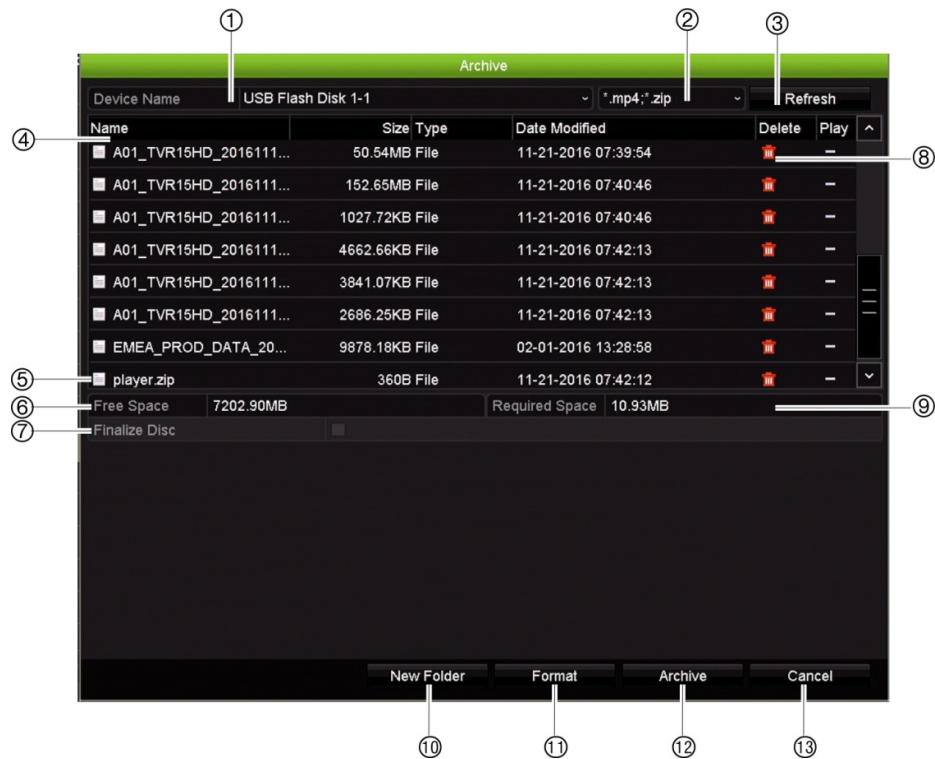 ① ② ③
Archive
Device Name USB Flash Disk 1-1 *.mp4;*.zip Refresh
④ Name Size Type Date Modified Delete Play
A01_TVR15HD_2016111... 50.54MB File 11-21-2016 07:39:54 – ⑧
A01_TVR15HD_2016111... 152.65MB File 11-21-2016 07:40:46 –
A01_TVR15HD_2016111... 1027.72KB File 11-21-2016 07:40:46 –
A01_TVR15HD_2016111... 4662.66KB File 11-21-2016 07:42:13 –
A01_TVR15HD_2016111... 3841.07KB File 11-21-2016 07:42:13 –
A01_TVR15HD_2016111... 2686.25KB File 11-21-2016 07:42:13 –
EMEA_PROD_DATA_20... 9878.18KB File 02-01-2016 13:28:58 –
⑤ player.zip 360B File 11-21-2016 07:42:12 –
⑥ Free Space 7202.90MB Required Space 10.93MB ⑨
⑦ Finalize Disc
New Folder Format Archive Cancel
⑩ ⑪ ⑫ ⑬